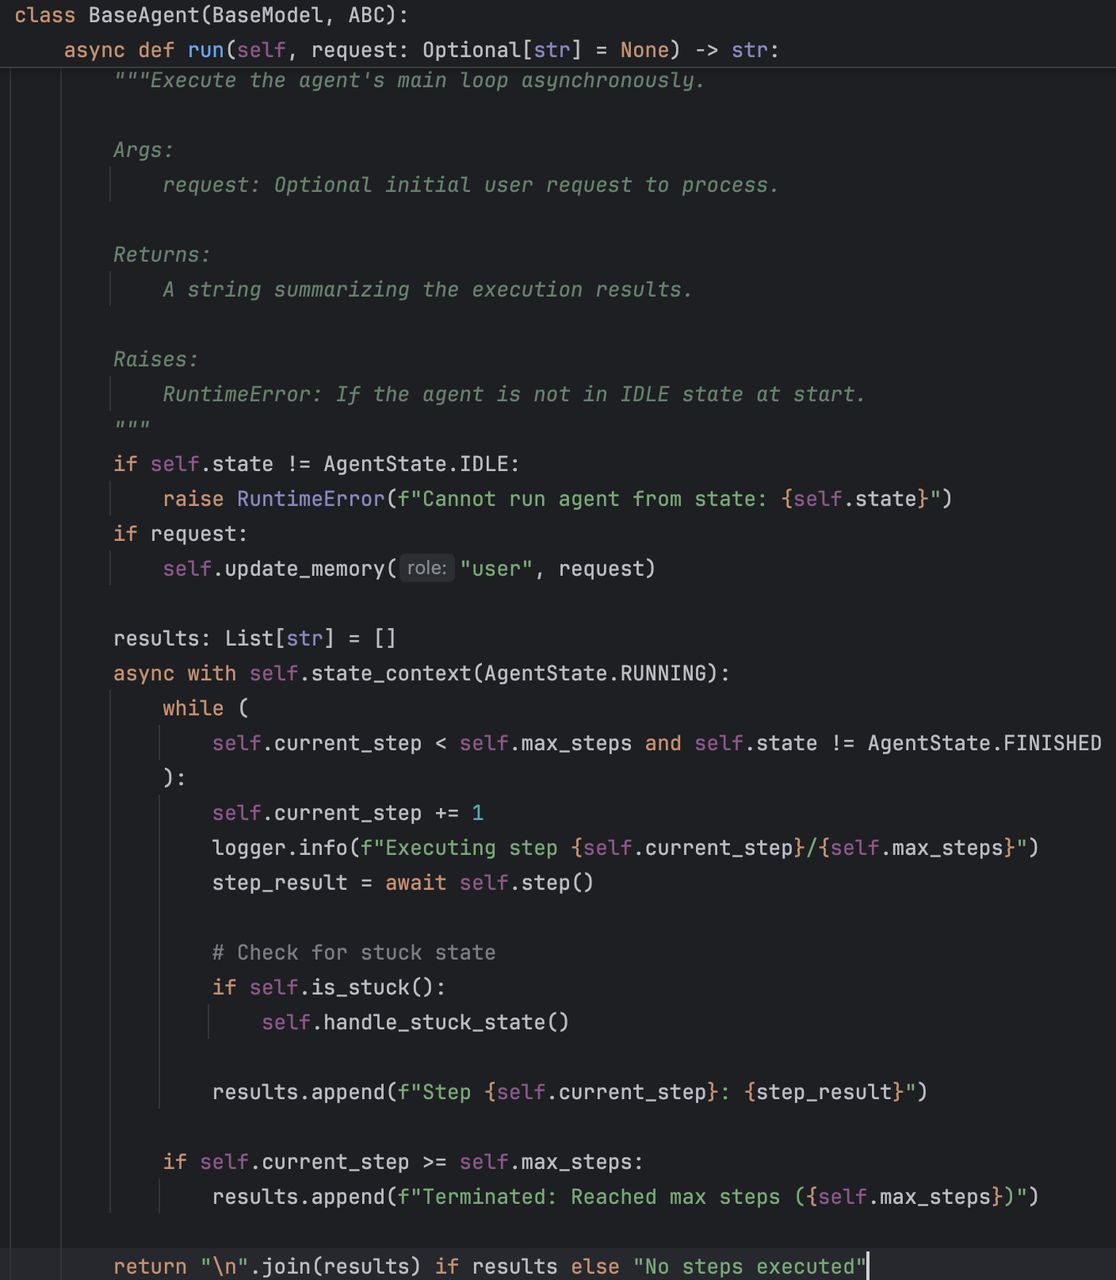 class BaseAgent(BaseModel, ABC):
    async def run(self, request: Optional[str] = None) -> str:
        """Execute the agent's main loop asynchronously.

        Args:
            request: Optional initial user request to process.

        Returns:
            A string summarizing the execution results.

        Raises:
            RuntimeError: If the agent is not in IDLE state at start.
        """
        if self.state != AgentState.IDLE:
            raise RuntimeError(f"Cannot run agent from state: {self.state}")
        if request:
            self.update_memory( role: "user", request)

        results: List[str] = []
        async with self.state_context(AgentState.RUNNING):
            while (
                self.current_step < self.max_steps and self.state != AgentState.FINISHED
            ):
                self.current_step += 1
                logger.info(f"Executing step {self.current_step}/{self.max_steps}")
                step_result = await self.step()

                # Check for stuck state
                if self.is_stuck():
                    self.handle_stuck_state()

                results.append(f"Step {self.current_step}: {step_result}")

            if self.current_step >= self.max_steps:
                results.append(f"Terminated: Reached max steps ({self.max_steps})")

        return "\n".join(results) if results else "No steps executed"